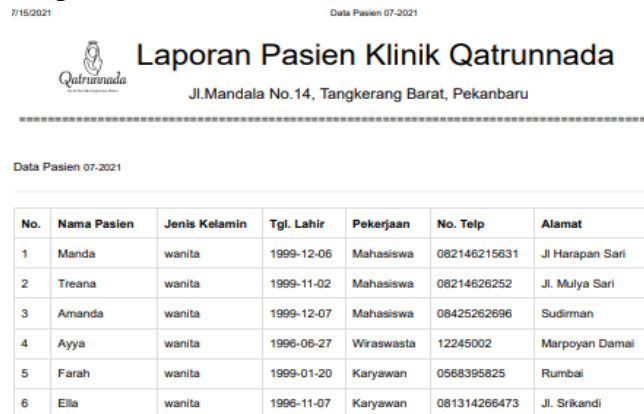 7/15/2021 Data Pasien 07-2021
Qatrunnada
Laporan Pasien Klinik Qatrunnada
Jl.Mandala No.14, Tangkerang Barat, Pekanbaru
Data Pasien 07-2021
No. Nama Pasien Jenis Kelamin Tgl. Lahir Pekerjaan No. Telp Alamat
1 Manda wanita 1999-12-06 Mahasiswa 082146215631 Jl Harapan Sari
2 Treana wanita 1999-11-02 Mahasiswa 08214626252 Jl. Mulya Sari
3 Amanda wanita 1999-12-07 Mahasiswa 08425262696 Sudirman
4 Ayya wanita 1996-06-27 Wiraswasta 12245002 Marpoyan Damai
5 Farah wanita 1999-01-20 Karyawan 0568395825 Rumbai
6 Ella wanita 1996-11-07 Karyawan 081314266473 Jl. Srikandi